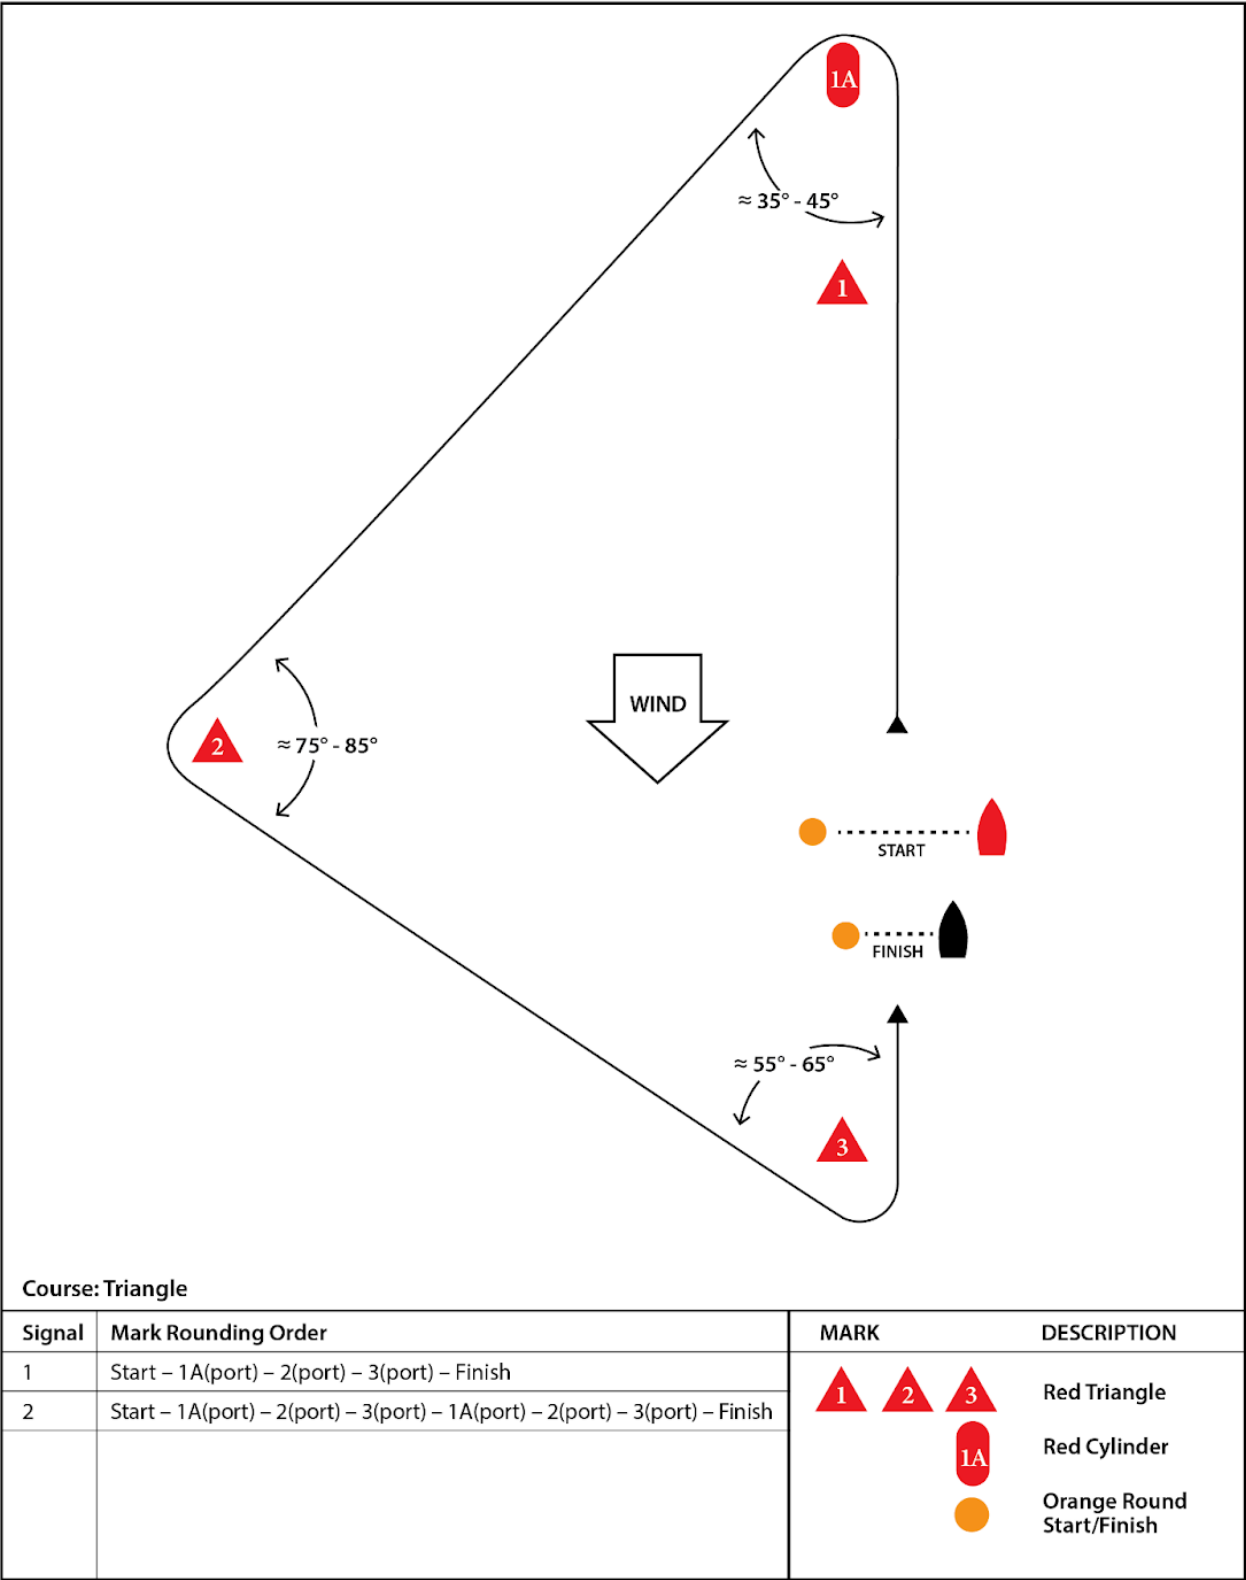 1A
≈ 35° - 45°
1
WIND
2
≈ 75° - 85°
START
FINISH
≈ 55° - 65°
3
Course: Triangle
Signal Mark Rounding Order MARK DESCRIPTION
1 Start – 1A(port) – 2(port) – 3(port) – Finish
1 2 3 Red Triangle
2 Start – 1A(port) – 2(port) – 3(port) – 1A(port) – 2(port) – 3(port) – Finish
1A Red Cylinder
Orange Round
Start/Finish